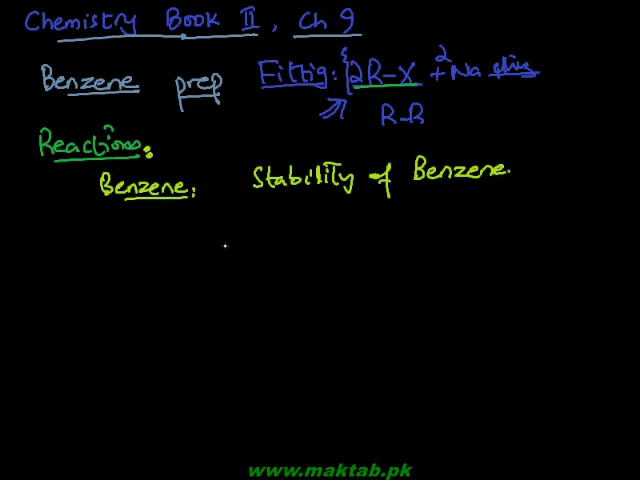 Chemistry Book II, Ch 9
Benzene prep Fittig: {2R-X + 2Na
R-R
Reactions:
Benzene: Stability of Benzene.
www.maktab.pk